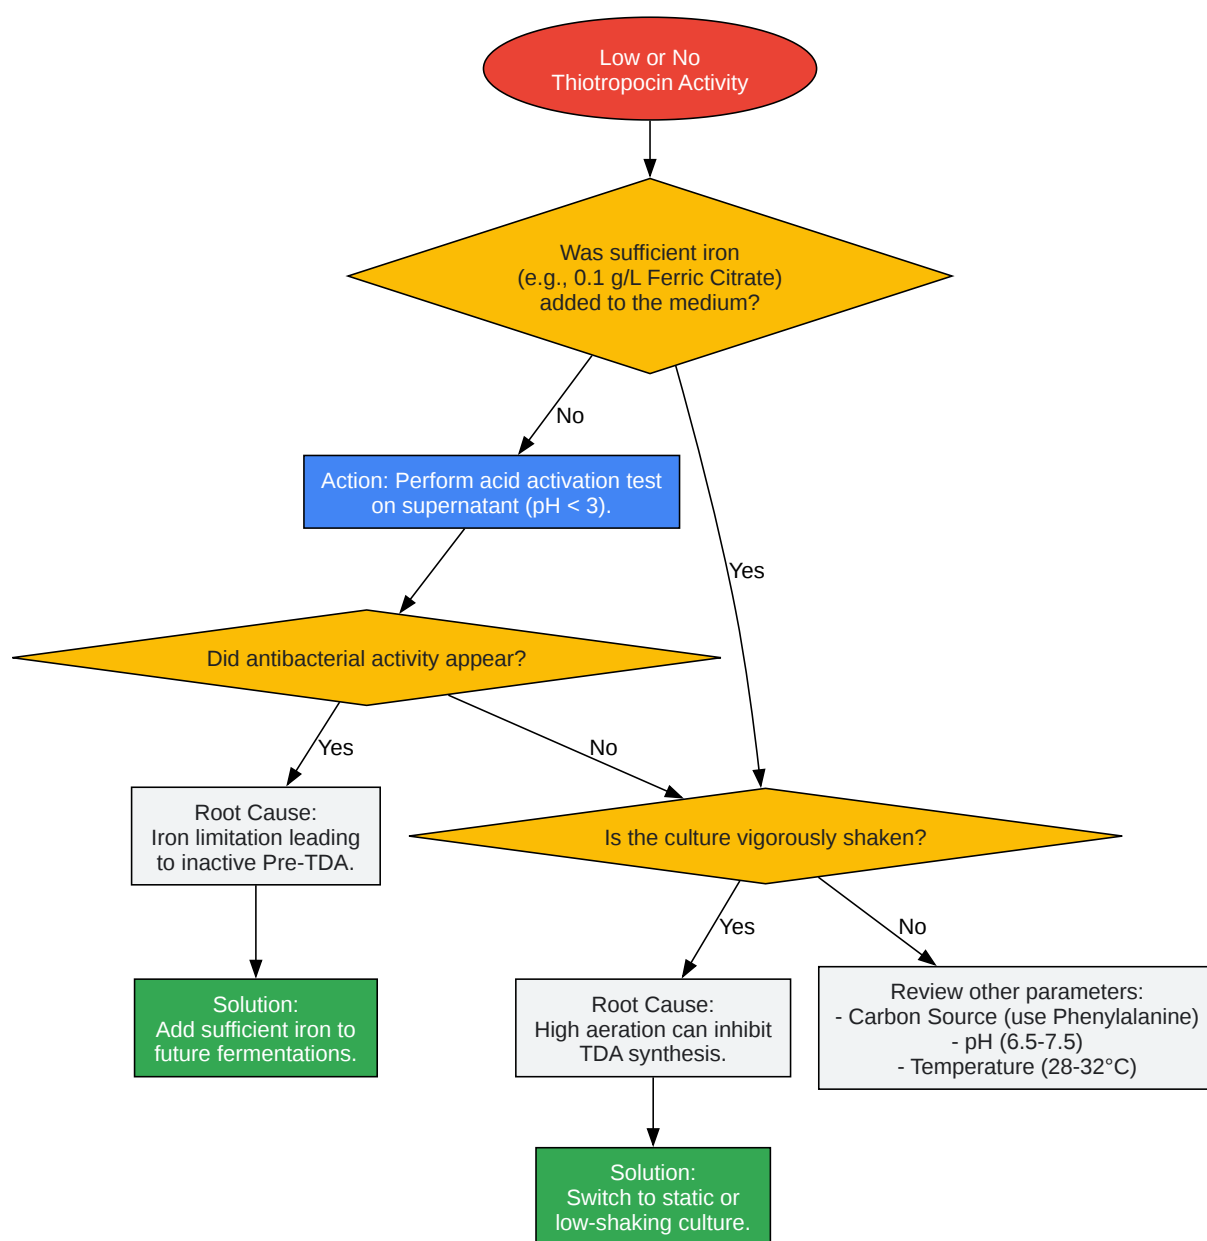 Low or No
Thiotropocin Activity
Was sufficient iron
(e.g., 0.1 g/L Ferric Citrate)
added to the medium?
No
Action: Perform acid activation test
on supernatant (pH < 3).
Yes
Did antibacterial activity appear?
Yes
No
Root Cause:
Iron limitation leading
to inactive Pre-TDA.
Is the culture vigorously shaken?
Yes
No
Solution:
Add sufficient iron to
future fermentations.
Root Cause:
High aeration can inhibit
TDA synthesis.
Review other parameters:
- Carbon Source (use Phenylalanine)
- pH (6.5-7.5)
- Temperature (28-32°C)
Solution:
Switch to static or
low-shaking culture.